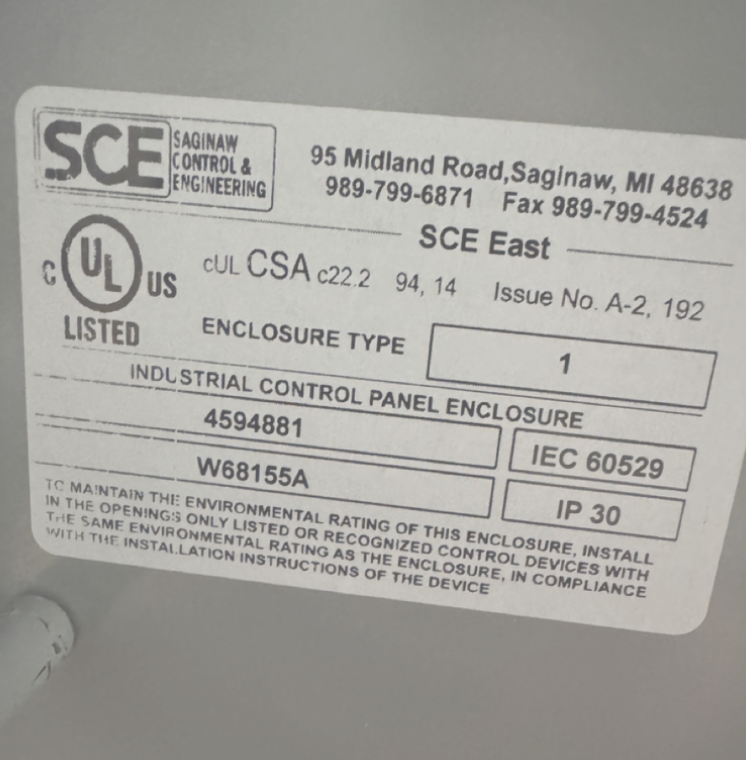 SCE SAGINAW
CONTROL &
ENGINEERING
95 Midland Road,Saginaw, MI 48638
989-799-6871 Fax 989-799-4524
SCE East
C UL US
LISTED
cUL CSA c22.2 94, 14 Issue No. A-2, 192
ENCLOSURE TYPE 1
INDUSTRIAL CONTROL PANEL ENCLOSURE
4594881 IEC 60529
W68155A IP 30
TO MAINTAIN THE ENVIRONMENTAL RATING OF THIS ENCLOSURE, INSTALL
IN THE OPENINGS ONLY LISTED OR RECOGNIZED CONTROL DEVICES WITH
THE SAME ENVIRONMENTAL RATING AS THE ENCLOSURE, IN COMPLIANCE
WITH THE INSTALLATION INSTRUCTIONS OF THE DEVICE